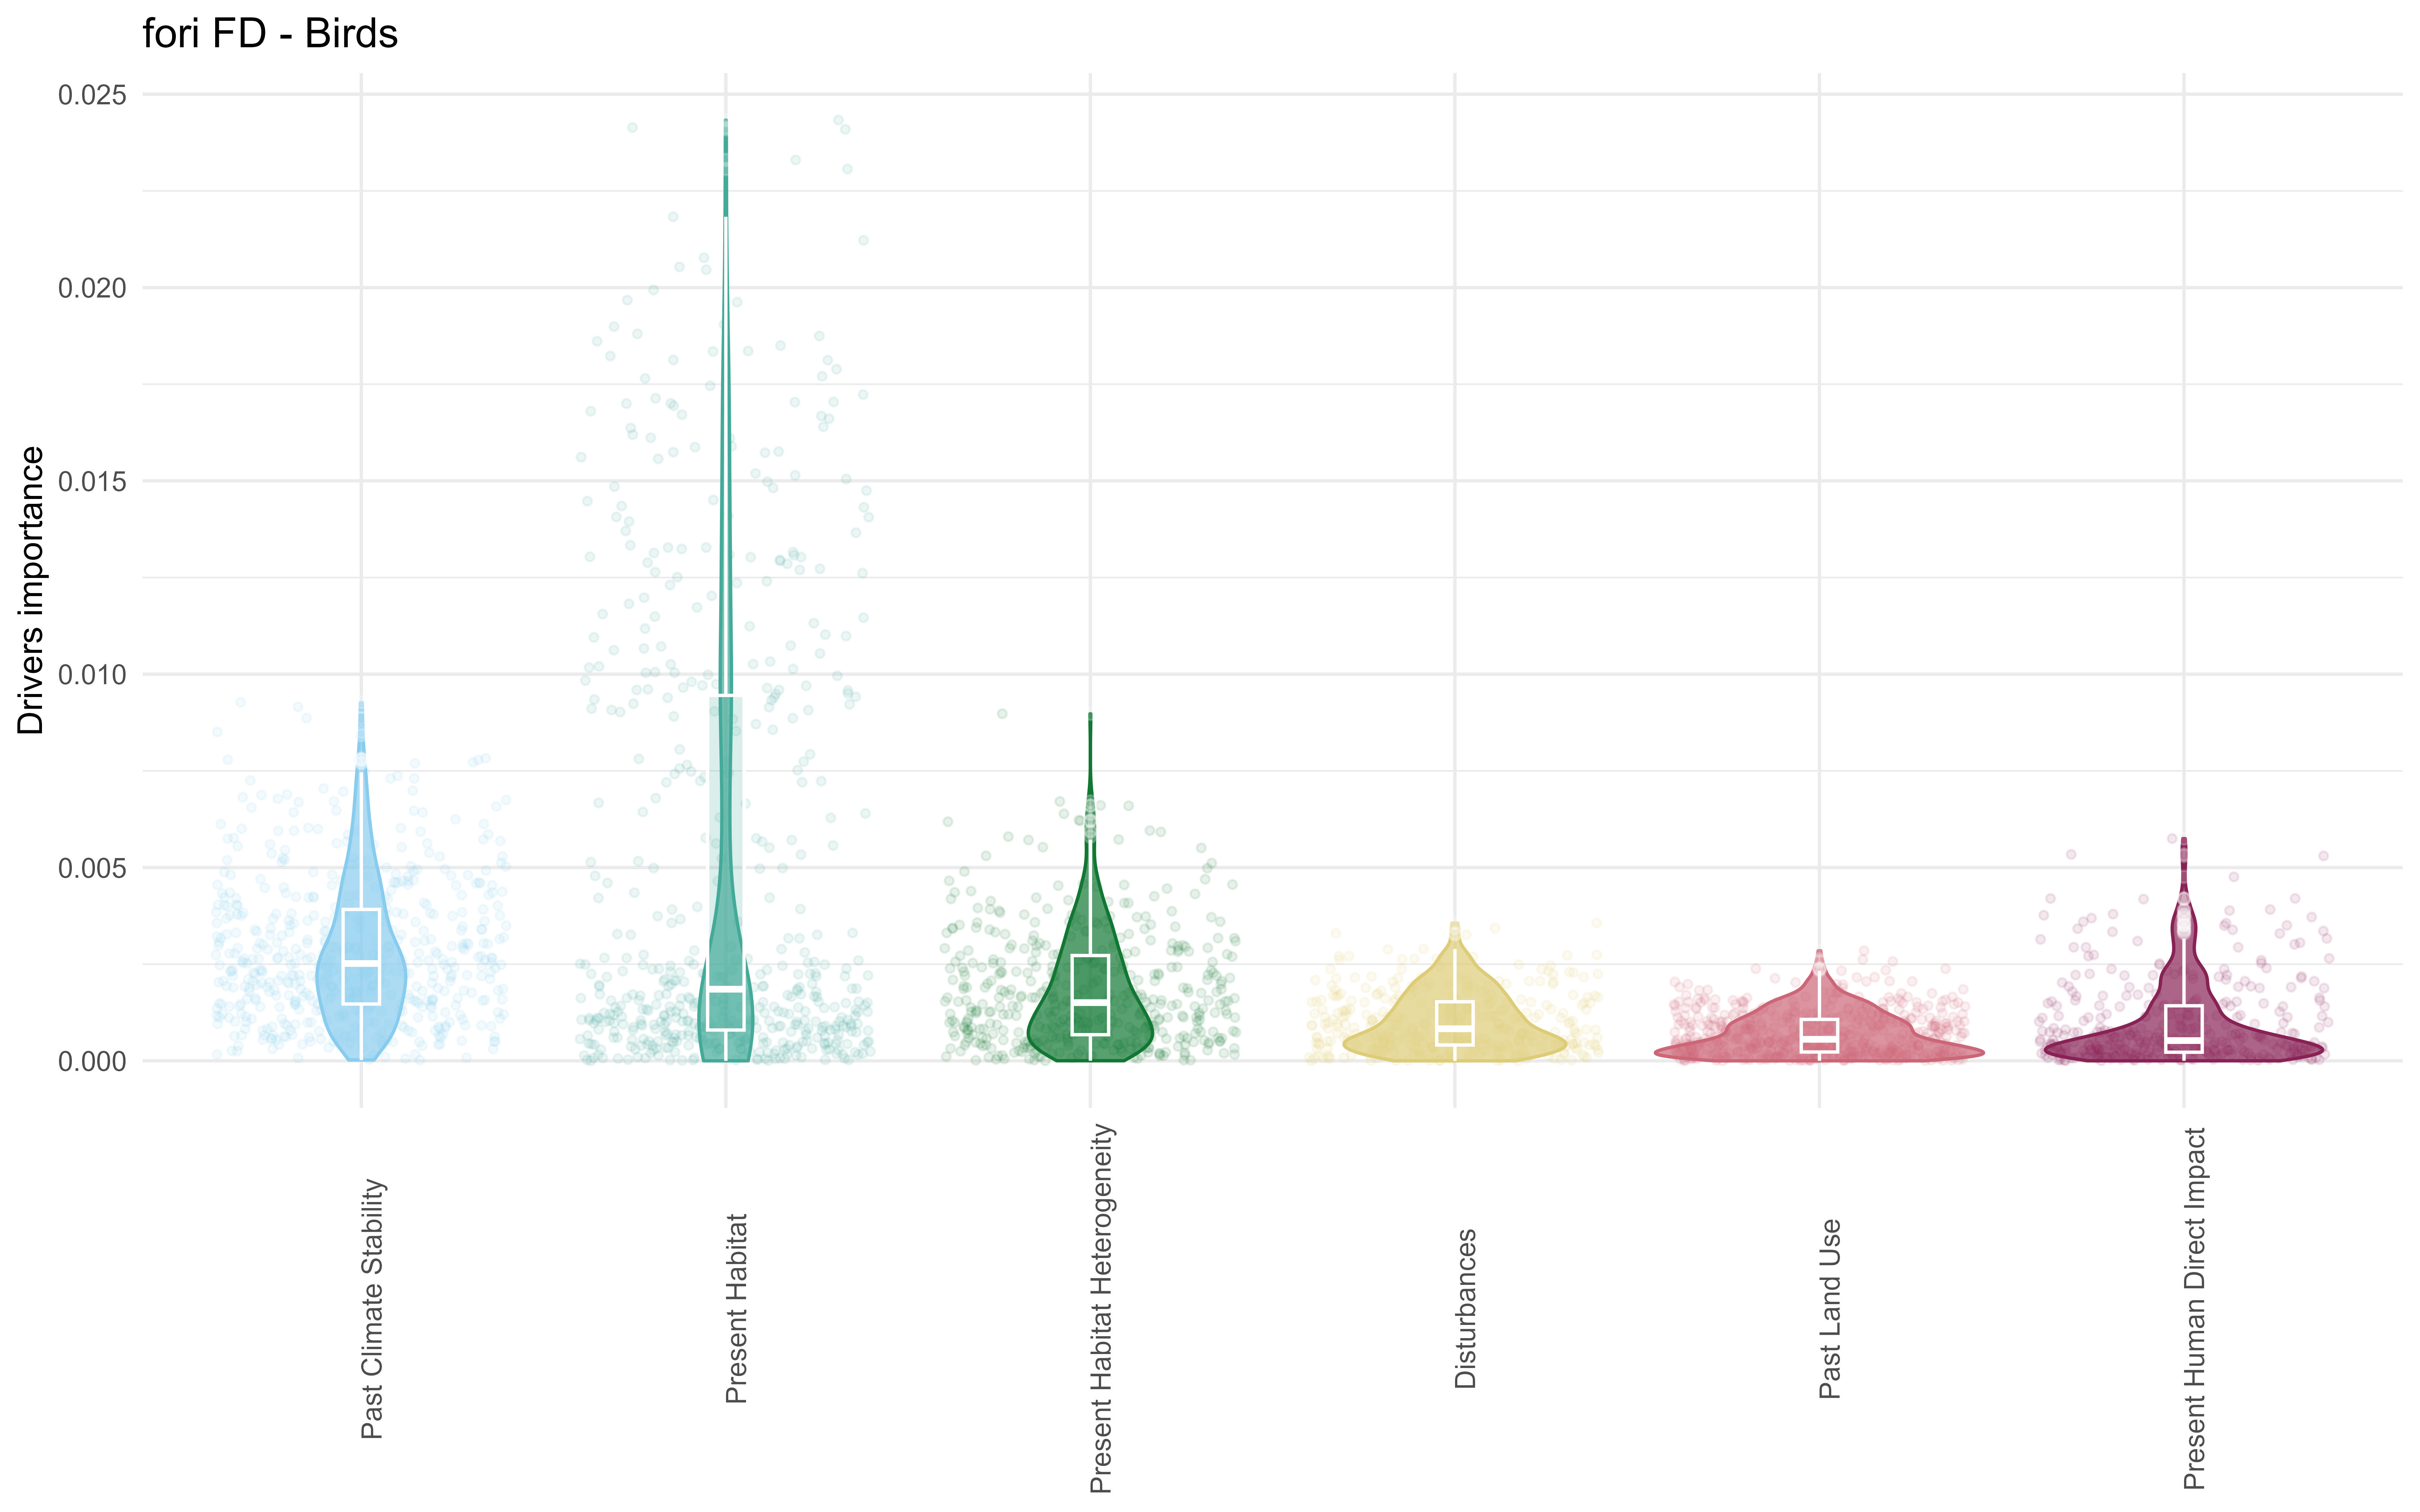 fori FD - Birds
Drivers importance
0.025
0.020
0.015
0.010
0.005
0.000
Past Climate Stability
Present Habitat
Present Habitat Heterogeneity
Disturbances
Past Land Use
Present Human Direct Impact